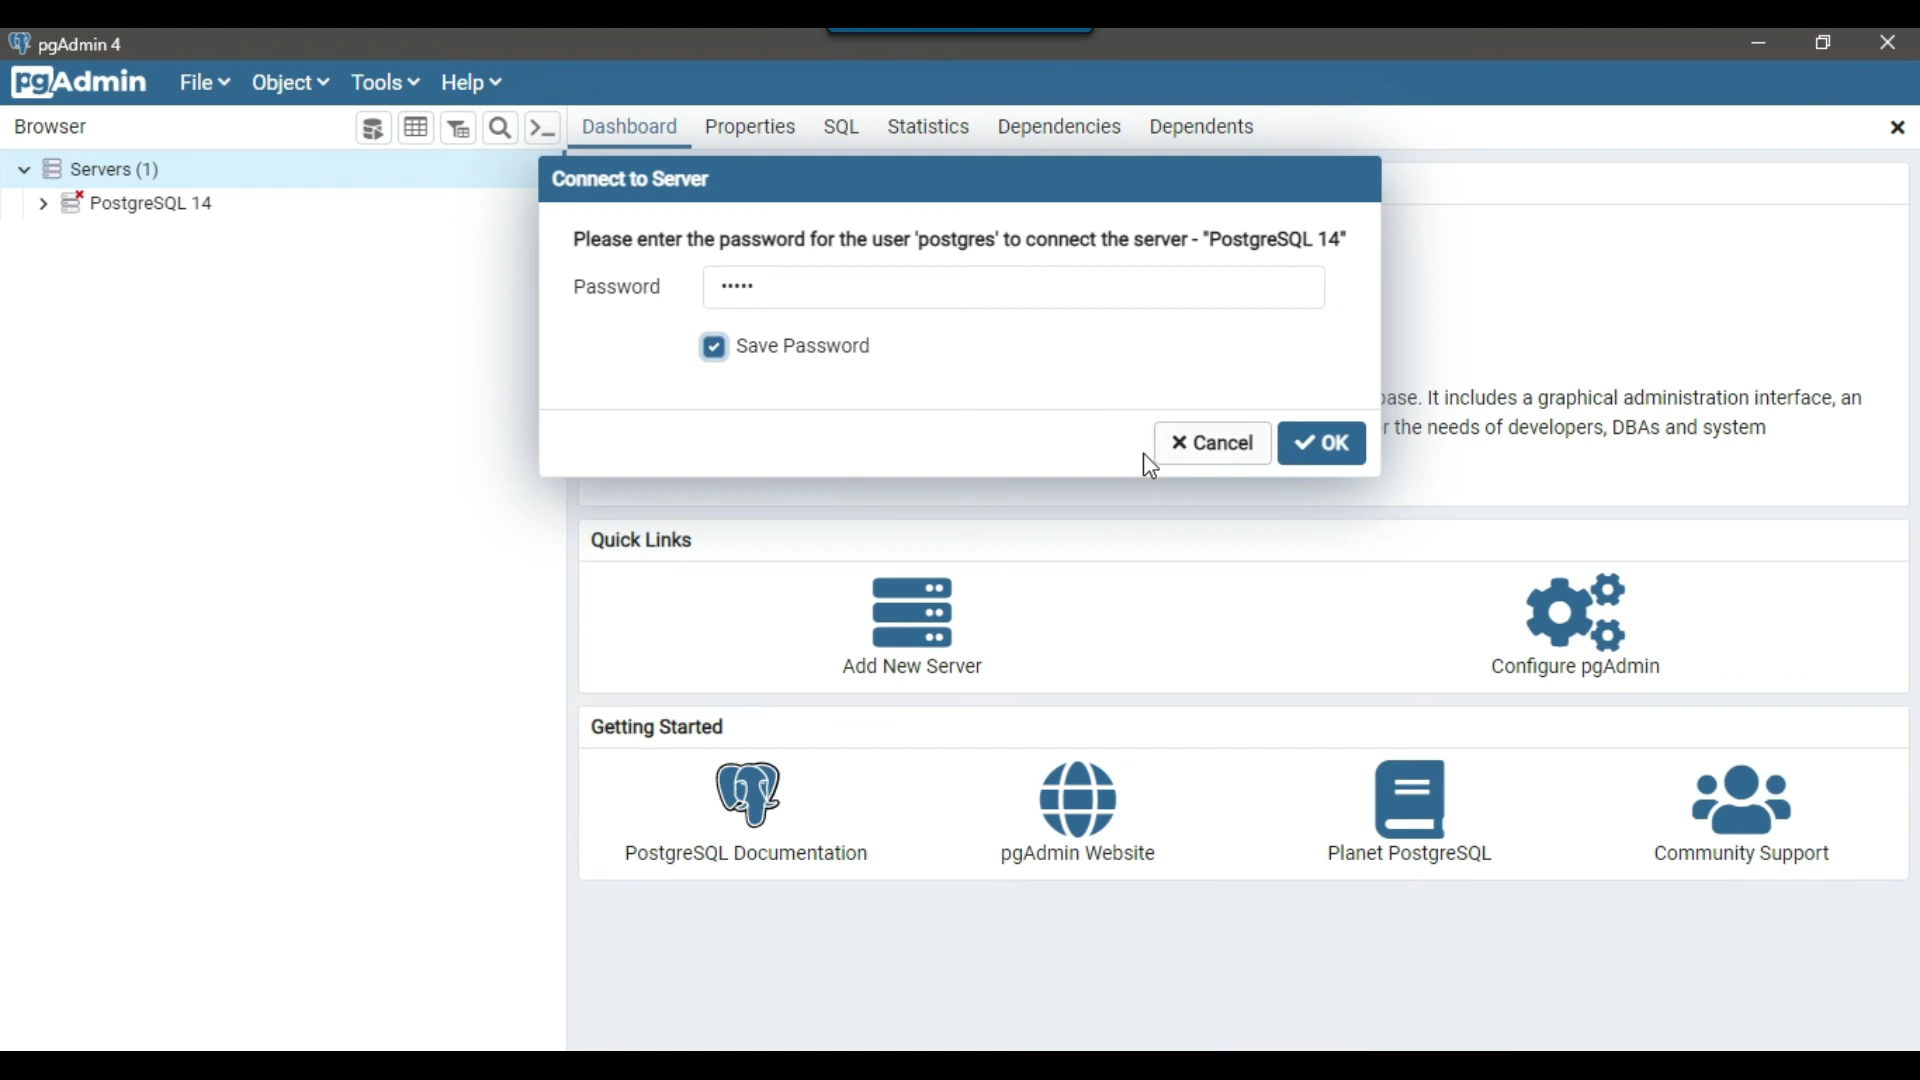 pgAdmin 4
pgAdmin File Object Tools Help
Browser
Dashboard Properties SQL Statistics Dependencies Dependents
Servers (1)
PostgreSQL 14
Connect to Server
Please enter the password for the user 'postgres' to connect the server - "PostgreSQL 14"
Password •••••
Save Password
Cancel OK
. It includes a graphical administration interface, an
the needs of developers, DBAs and system
Quick Links
Add New Server
Configure pgAdmin
Getting Started
PostgreSQL Documentation
pgAdmin Website
Planet PostgreSQL
Community Support